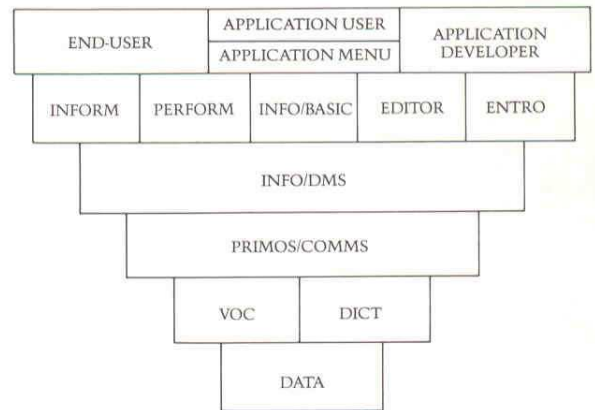 END-USER
APPLICATION USER
APPLICATION MENU
APPLICATION
DEVELOPER
INFORM
PERFORM
INFO/BASIC
EDITOR
ENTRO
INFO/DMS
PRIMOS/COMMS
VOC
DICT
DATA